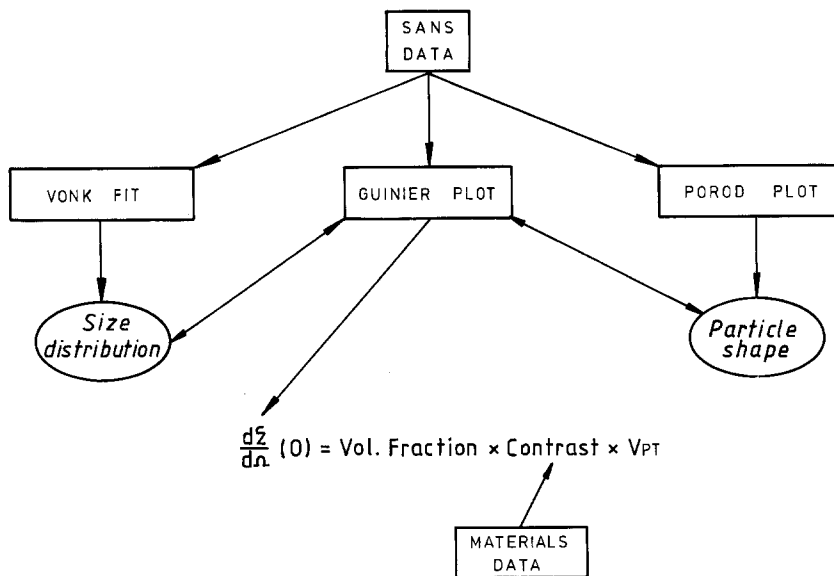 SANS
DATA
VONK FIT
GUINIER PLOT
POROD PLOT
Size
distribution
Particle
shape
dΣ/dΩ (0) = Vol. Fraction × Contrast × VPT
MATERIALS
DATA